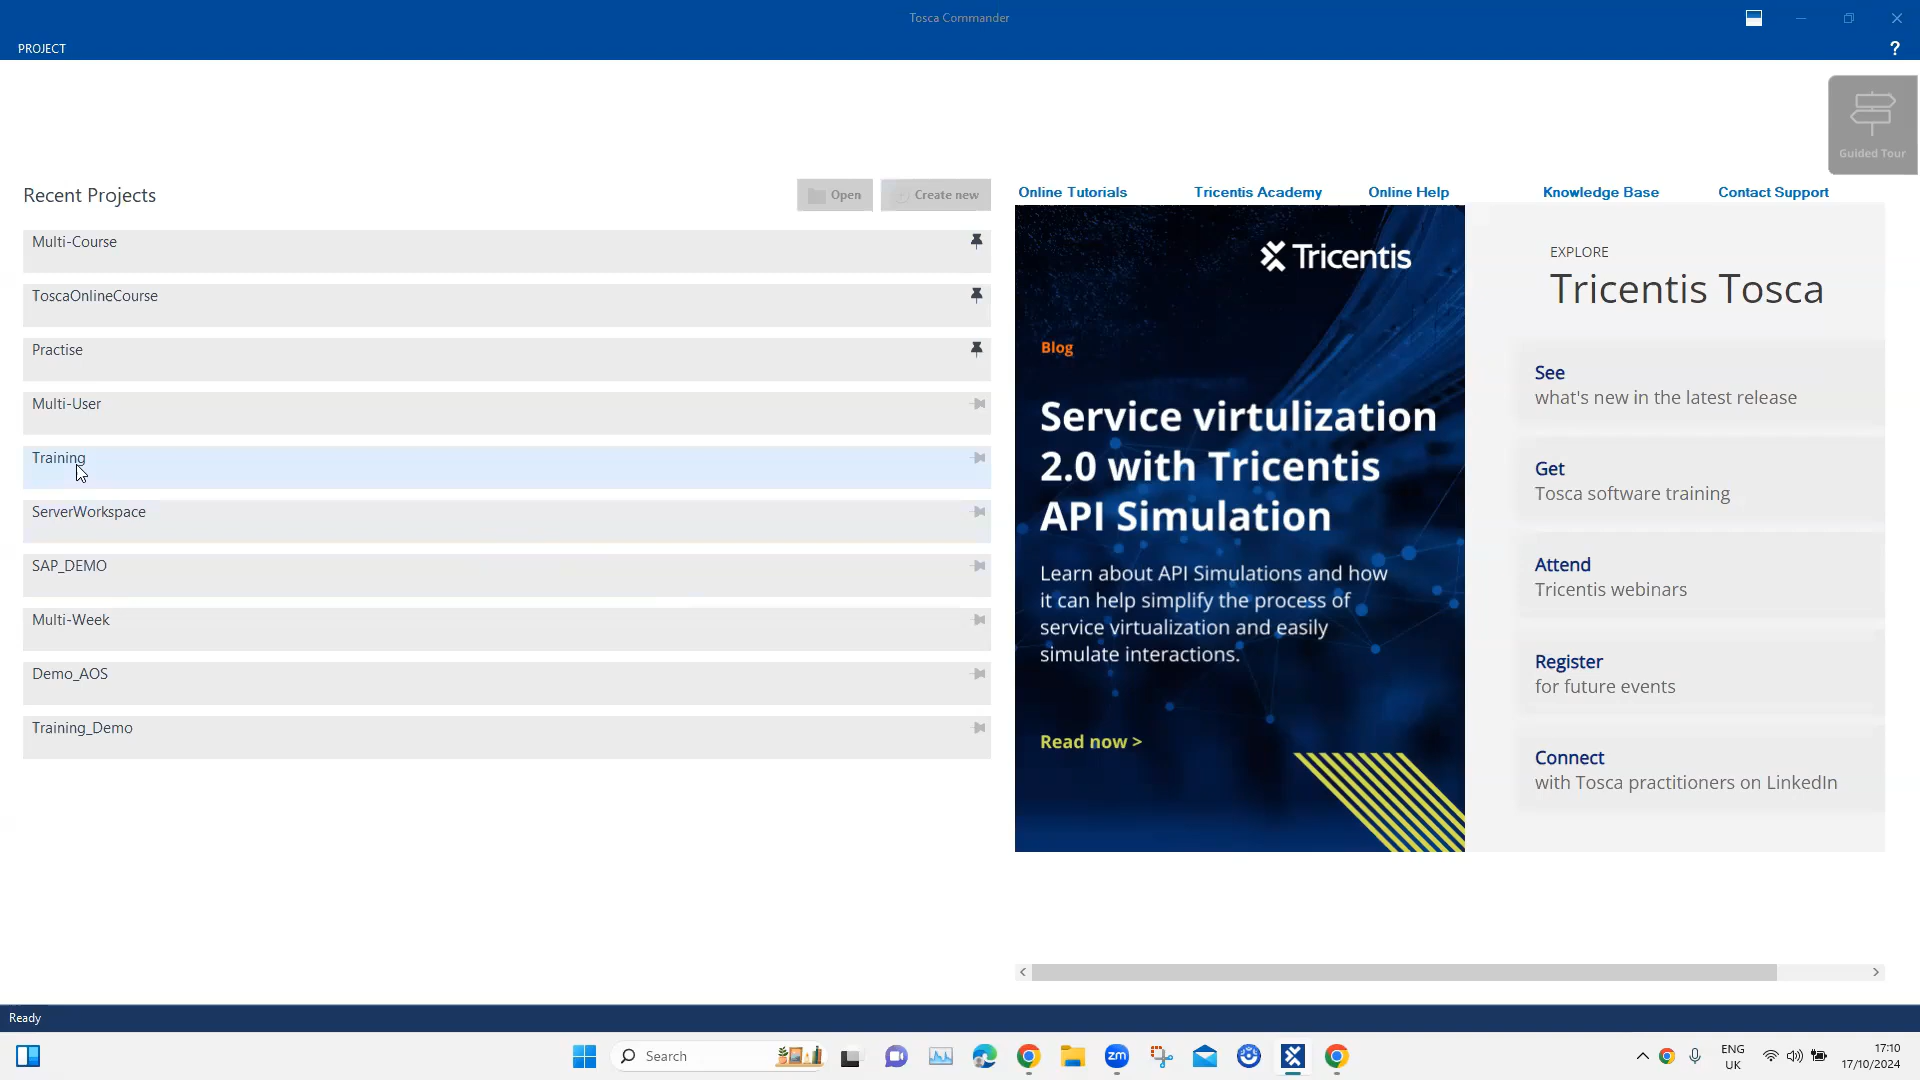 Tosca Commander
PROJECT
?
Guided Tour
Recent Projects
Open
Create new
Multi-Course
ToscaOnlineCourse
Practise
Multi-User
Training
ServerWorkspace
SAP_DEMO
Multi-Week
Demo_AOS
Training_Demo
Online Tutorials
Tricentis Academy
Online Help
Knowledge Base
Contact Support
Tricentis
Blog
Service virtulization
2.0 with Tricentis
API Simulation
Learn about API Simulations and how
it can help simplify the process of
service virtualization and easily
simulate interactions.
Read now >
EXPLORE
Tricentis Tosca
See
what's new in the latest release
Get
Tosca software training
Attend
Tricentis webinars
Register
for future events
Connect
with Tosca practitioners on LinkedIn
Ready
Search
zm
ENG
UK
17:10
17/10/2024